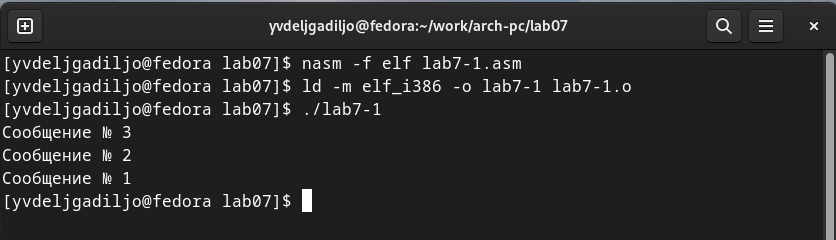 yvdeljgadiljo@fedora:~/work/arch-pc/lab07
[yvdeljgadiljo@fedora lab07]$ nasm -f elf lab7-1.asm
[yvdeljgadiljo@fedora lab07]$ ld -m elf_i386 -o lab7-1 lab7-1.o
[yvdeljgadiljo@fedora lab07]$ ./lab7-1
Сообщение № 3
Сообщение № 2
Сообщение № 1
[yvdeljgadiljo@fedora lab07]$